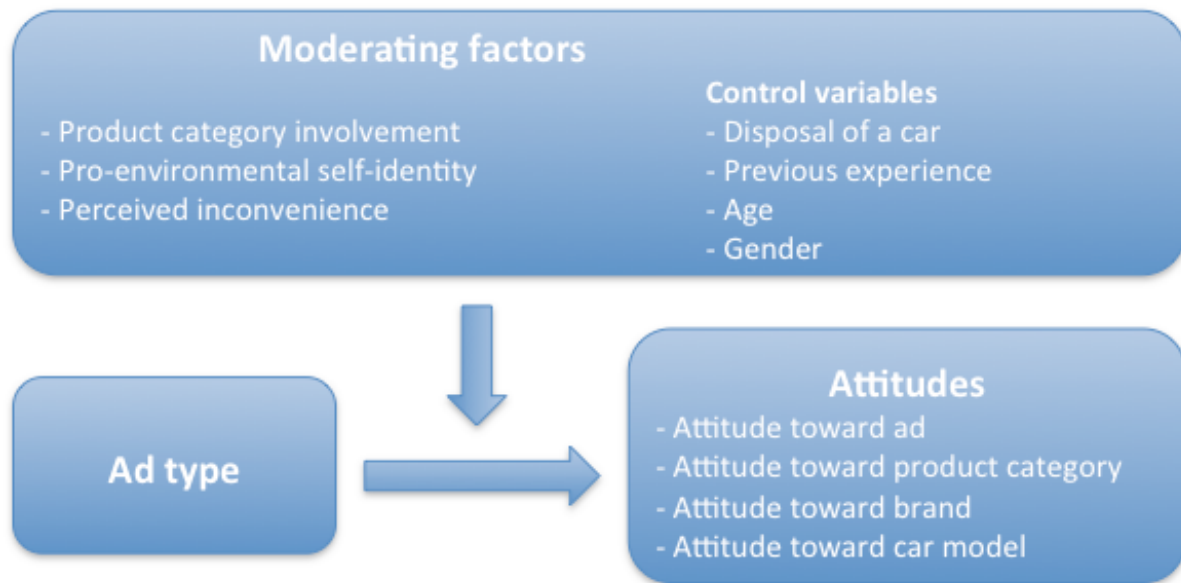 Moderating factors
- Product category involvement
- Pro-environmental self-identity
- Perceived inconvenience
Control variables
- Disposal of a car
- Previous experience
- Age
- Gender
Ad type
Attitudes
- Attitude toward ad
- Attitude toward product category
- Attitude toward brand
- Attitude toward car model